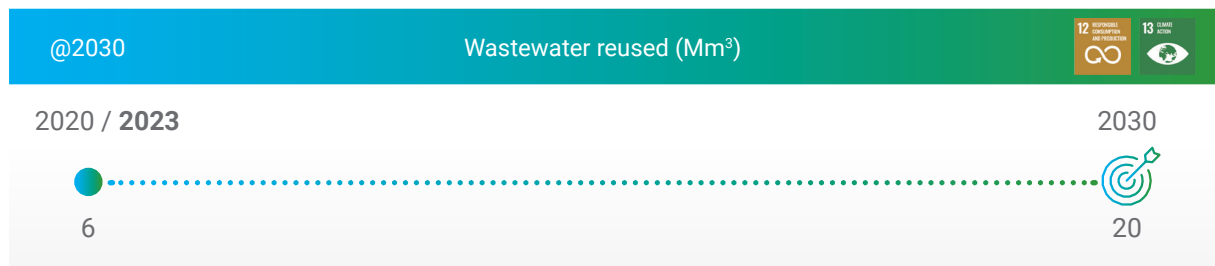 @2030
Wastewater reused (Mm³)
12 RESPONSIBLE
CONSUMPTION
AND PRODUCTION
13 CLIMATE
ACTION
2020 / 2023
2030
6
20